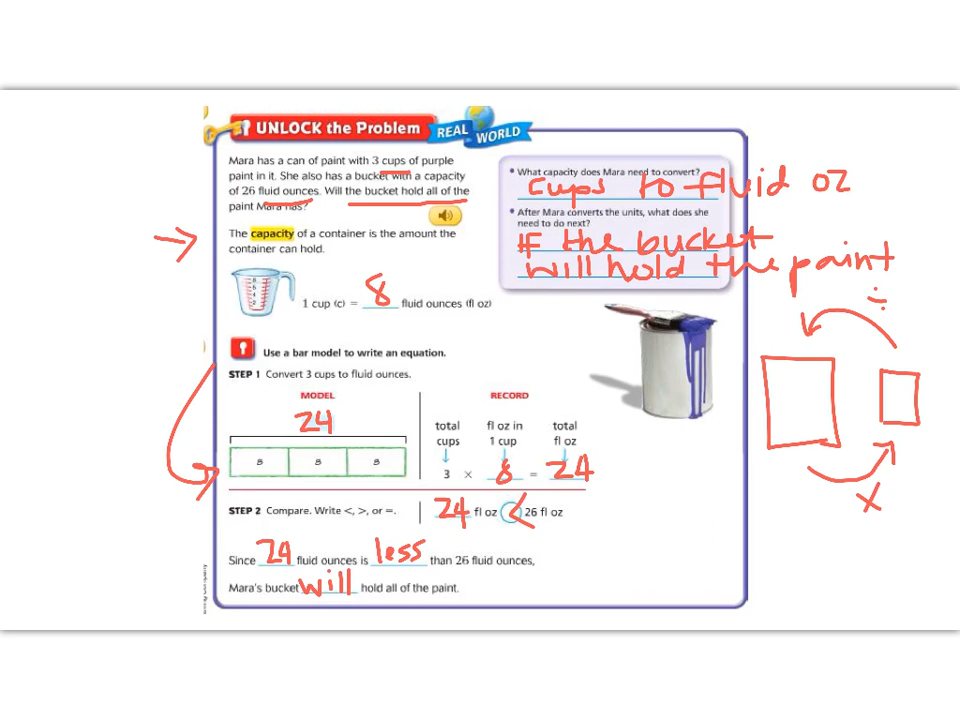 UNLOCK the Problem REAL WORLD
Mara has a can of paint with 3 cups of purple
paint in it. She also has a bucket with a capacity
of 26 fluid ounces. Will the bucket hold all of the
paint Mara has?
The capacity of a container is the amount the
container can hold.
• What capacity does Mara need to convert?
cups to fluid oz
• After Mara converts the units, what does she
need to do next?
If the bucket
will hold the paint
÷
1 cup (c) = 8 fluid ounces (fl oz)
Use a bar model to write an equation.
STEP 1 Convert 3 cups to fluid ounces.
MODEL
24
8 8 8
RECORD
total fl oz in total
cups 1 cup fl oz
3 × 8 = 24
x
STEP 2 Compare. Write <, >, or =.
24 fl oz < 26 fl oz
Since 24 fluid ounces is less than 26 fluid ounces,
Mara's bucket will hold all of the paint.